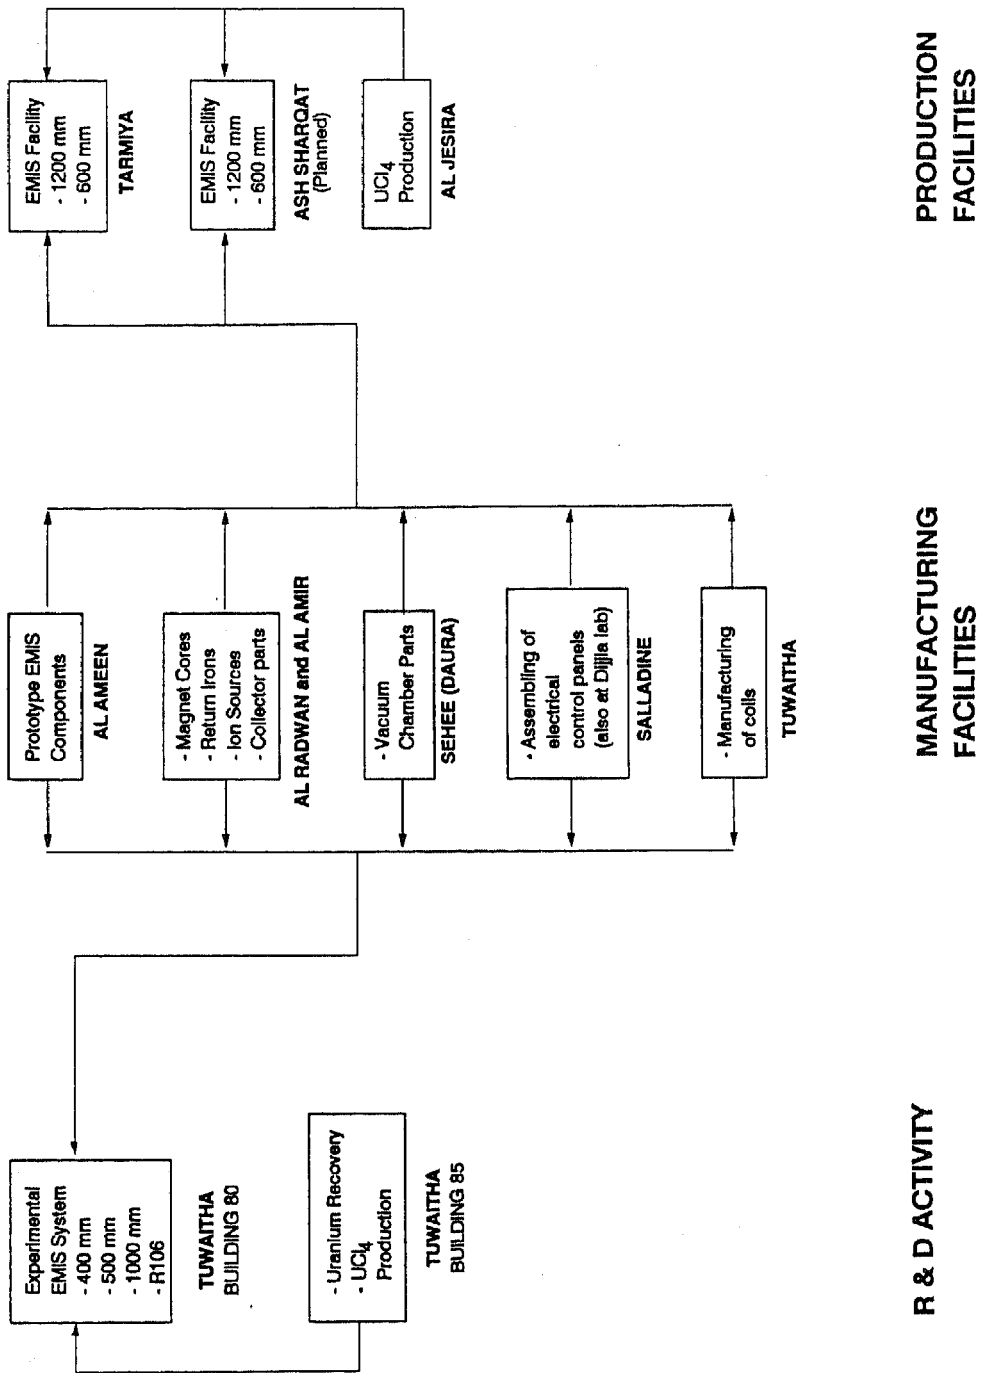 Experimental
EMIS System
- 400 mm
- 500 mm
- 1000 mm
- R106
TUWAITHA
BUILDING 80
- Uranium Recovery
- UCl₄
Production
TUWAITHA
BUILDING 85
R & D ACTIVITY
Prototype EMIS
Components
AL AMEEN
- Magnet Cores
- Return Irons
- Ion Sources
- Collector parts
AL RADWAN and AL AMIR
- Vacuum
Chamber Parts
SEHEE (DAURA)
- Assembling of
electrical
control panels
(also at Dijjla lab)
SALLADINE
- Manufacturing
of coils
TUWAITHA
MANUFACTURING
FACILITIES
EMIS Facility
- 1200 mm
- 600 mm
TARMIYA
EMIS Facility
- 1200 mm
- 600 mm
ASH SHARQAT
(Planned)
UCl₄
Production
AL JESIRA
PRODUCTION
FACILITIES